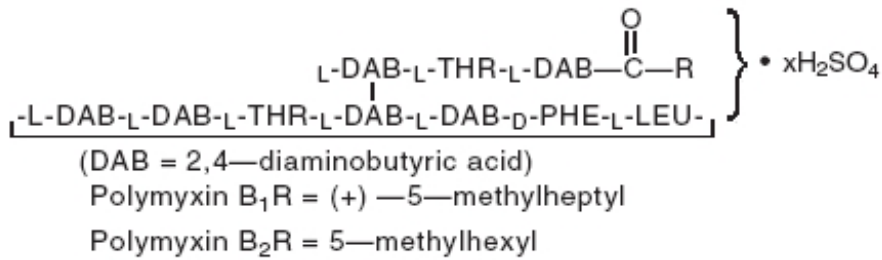 O
L-DAB-L-THR-L-DAB—C—R } • xH₂SO₄
-L-DAB-L-DAB-L-THR-L-DAB-L-DAB-D-PHE-L-LEU-
(DAB = 2,4—diaminobutyric acid)
Polymyxin B₁R = (+) —5—methylheptyl
Polymyxin B₂R = 5—methylhexyl